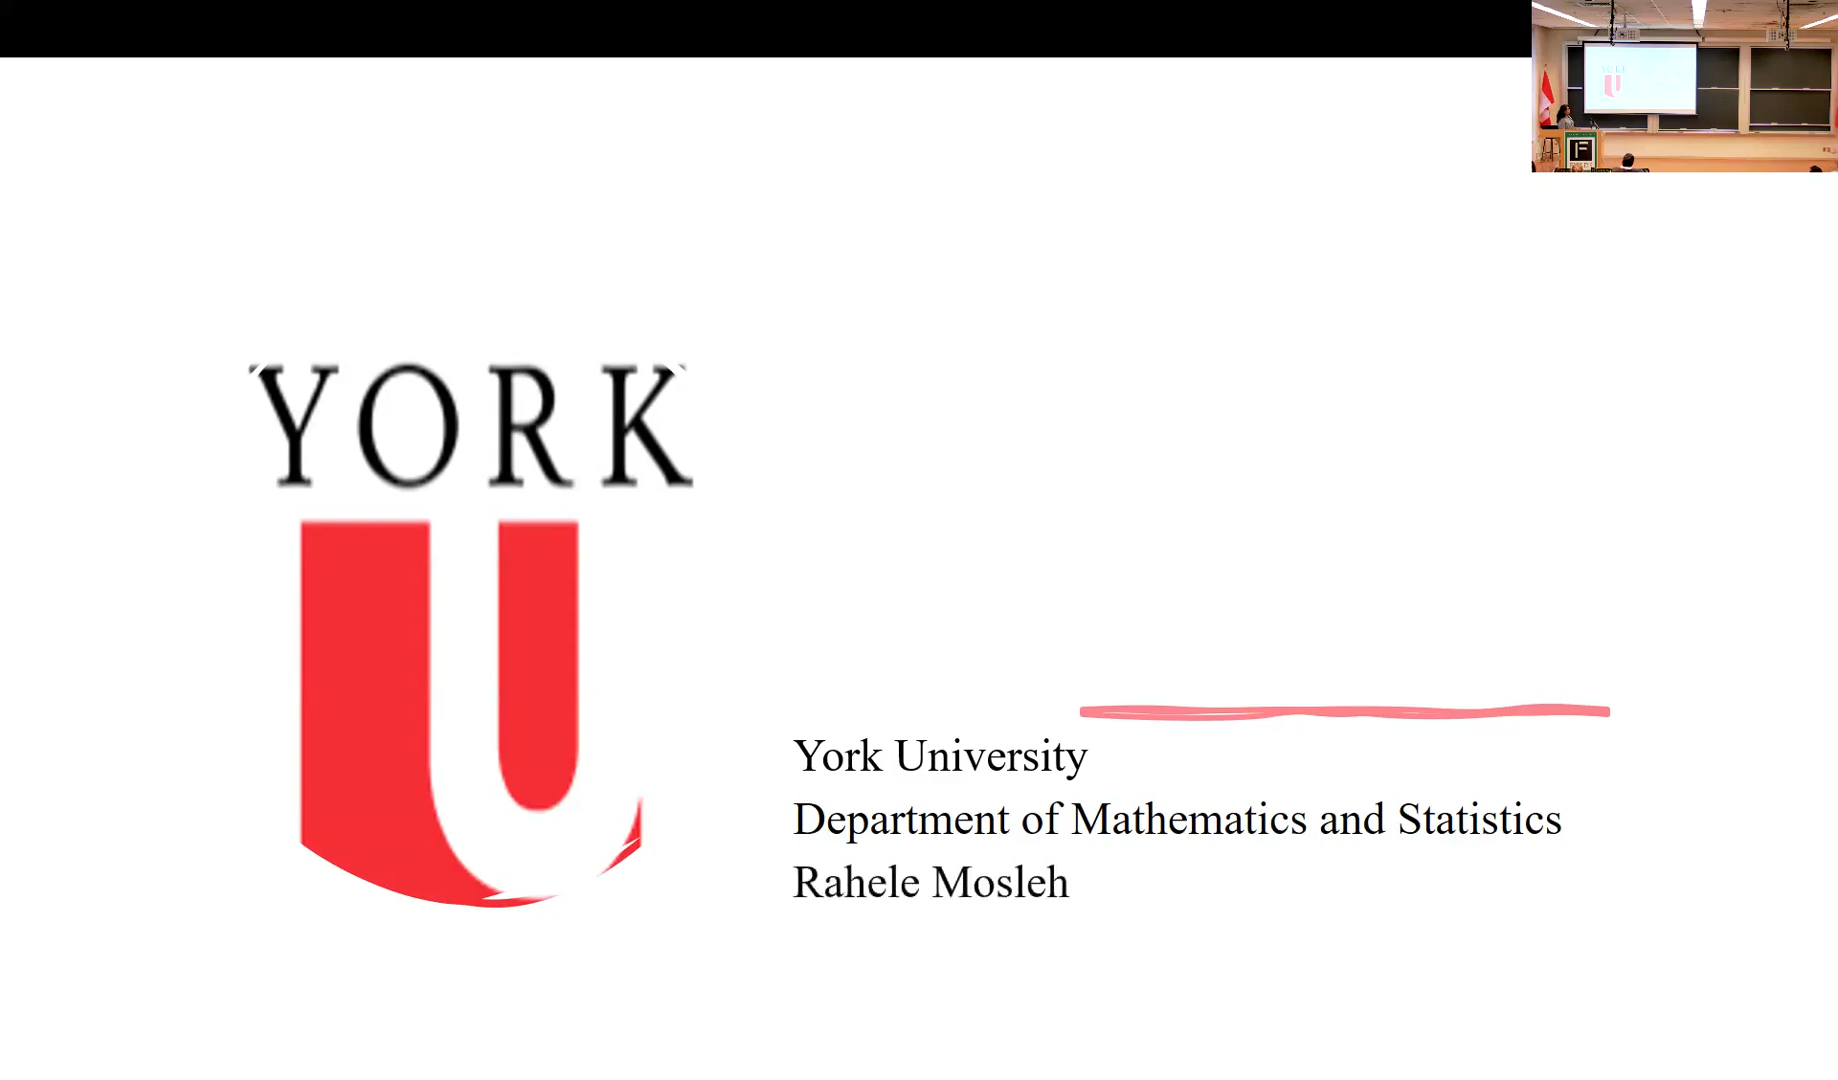 YORK
U
York University
Department of Mathematics and Statistics
Rahele Mosleh